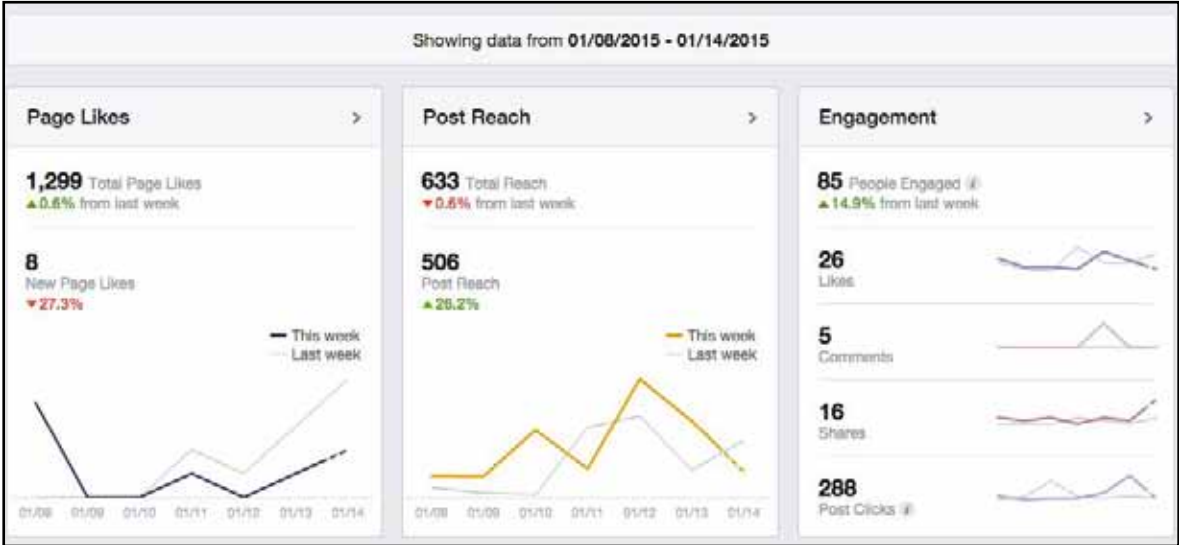 Showing data from 01/08/2015 - 01/14/2015
Page Likes >
1,299 Total Page Likes
▲0.6% from last week
8
New Page Likes
▼27.3%
This week
Last week
01/08 01/09 01/10 01/11 01/12 01/13 01/14
Post Reach >
633 Total Reach
▼0.6% from last week
506
Post Reach
▲26.2%
This week
Last week
01/08 01/09 01/10 01/11 01/12 01/13 01/14
Engagement >
85 People Engaged i
▲14.9% from last week
26
Likes
5
Comments
16
Shares
288
Post Clicks i